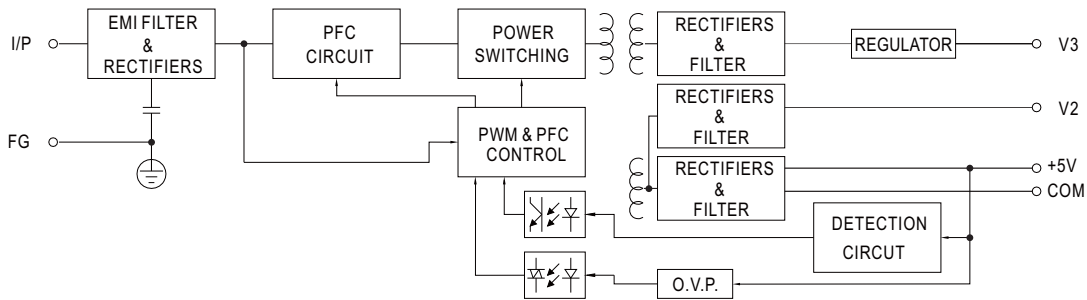 I/P
EMI FILTER
&
RECTIFIERS
PFC
CIRCUIT
POWER
SWITCHING
RECTIFIERS
&
FILTER
REGULATOR
V3
RECTIFIERS
&
FILTER
V2
FG
PWM & PFC
CONTROL
RECTIFIERS
&
FILTER
+5V
COM
DETECTION
CIRCUT
O.V.P.